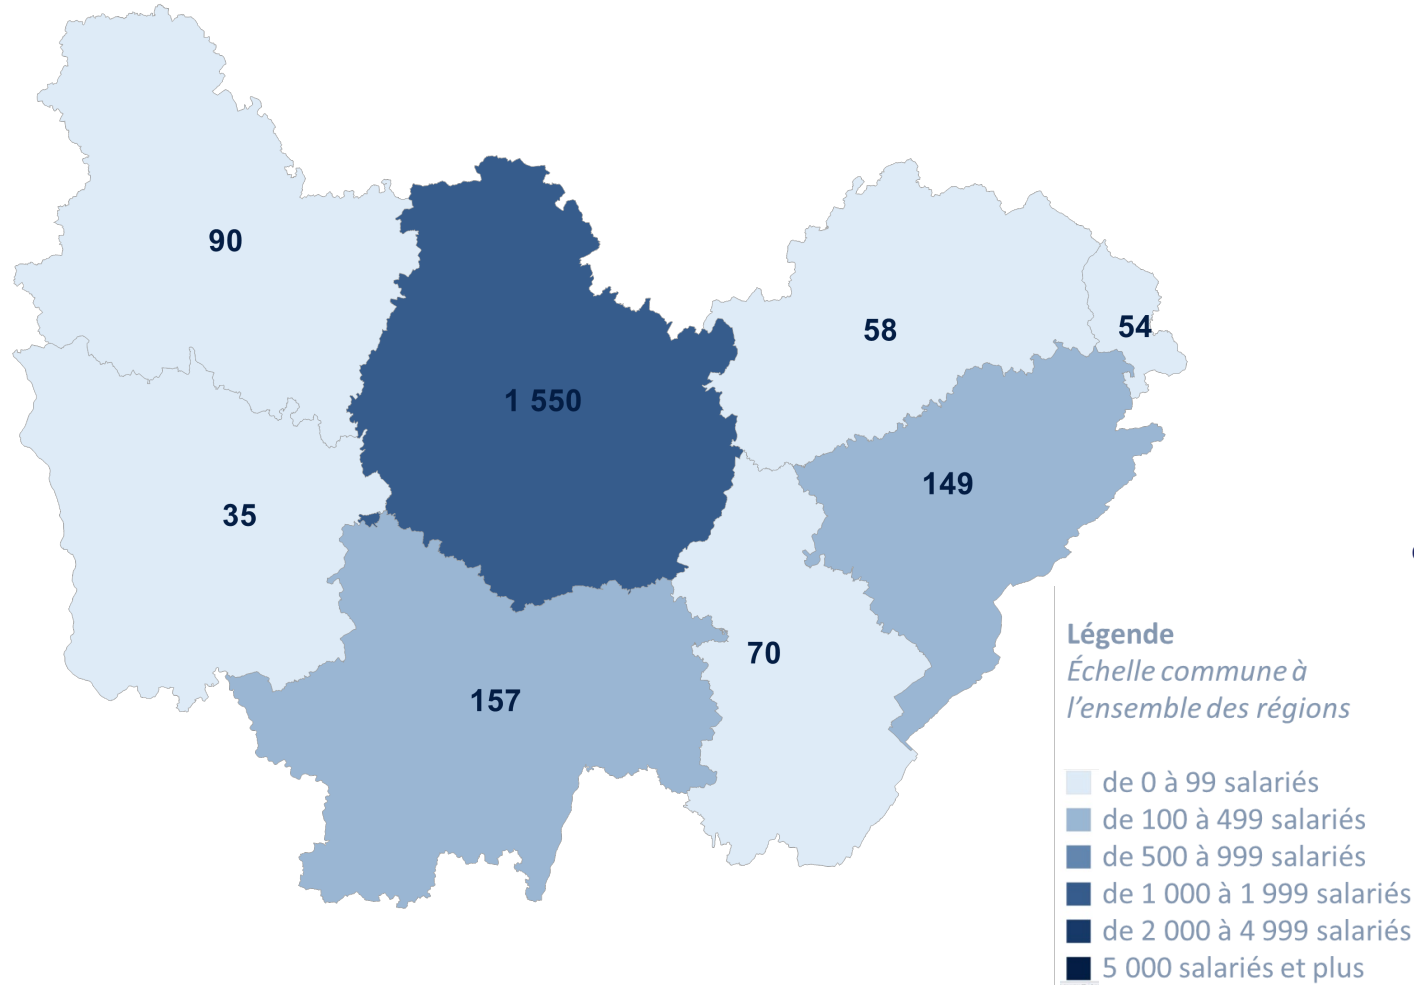 90
58
54
1 550
149
35
157
70
Légende
Échelle commune à
l'ensemble des régions
de 0 à 99 salariés
de 100 à 499 salariés
de 500 à 999 salariés
de 1 000 à 1 999 salariés
de 2 000 à 4 999 salariés
5 000 salariés et plus